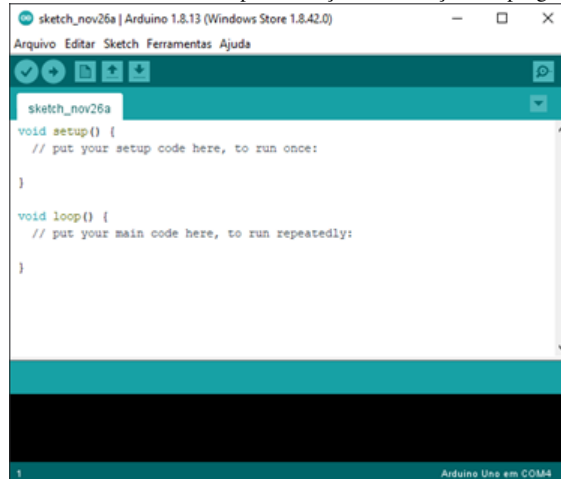 sketch_nov26a | Arduino 1.8.13 (Windows Store 1.8.42.0)
Arquivo Editar Sketch Ferramentas Ajuda
sketch_nov26a
void setup() {
// put your setup code here, to run once:
}
void loop() {
// put your main code here, to run repeatedly:
}
1
Arduino Uno em COM4